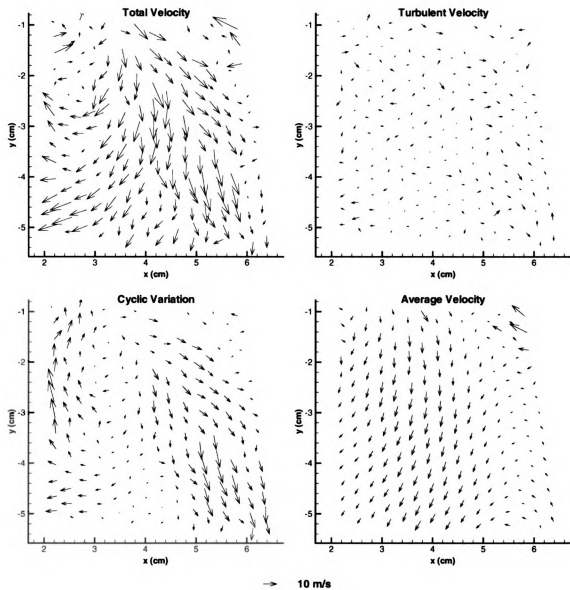 Total Velocity
Turbulent Velocity
-1
-2
-3
-4
-5
y (cm)
2 3 4 5 6
x (cm)
-1
-2
-3
-4
-5
y (cm)
2 3 4 5 6
x (cm)
Cyclic Variation
Average Velocity
-1
-2
-3
-4
-5
y (cm)
2 3 4 5 6
x (cm)
-1
-2
-3
-4
-5
y (cm)
2 3 4 5 6
x (cm)
10 m/s